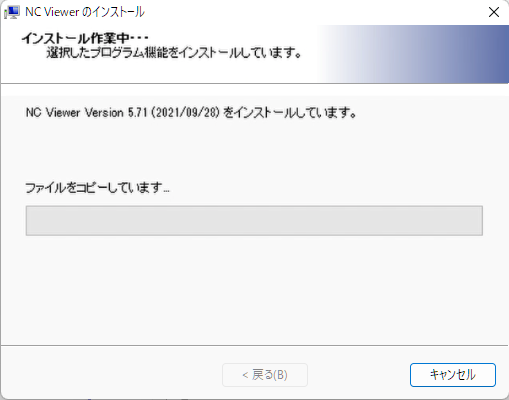 NC Viewer のインストール
インストール作業中･･･
選択したプログラム機能をインストールしています。
NC Viewer Version 5.71 (2021/09/28) をインストールしています。
ファイルをコピーしています...
< 戻る(B)
キャンセル